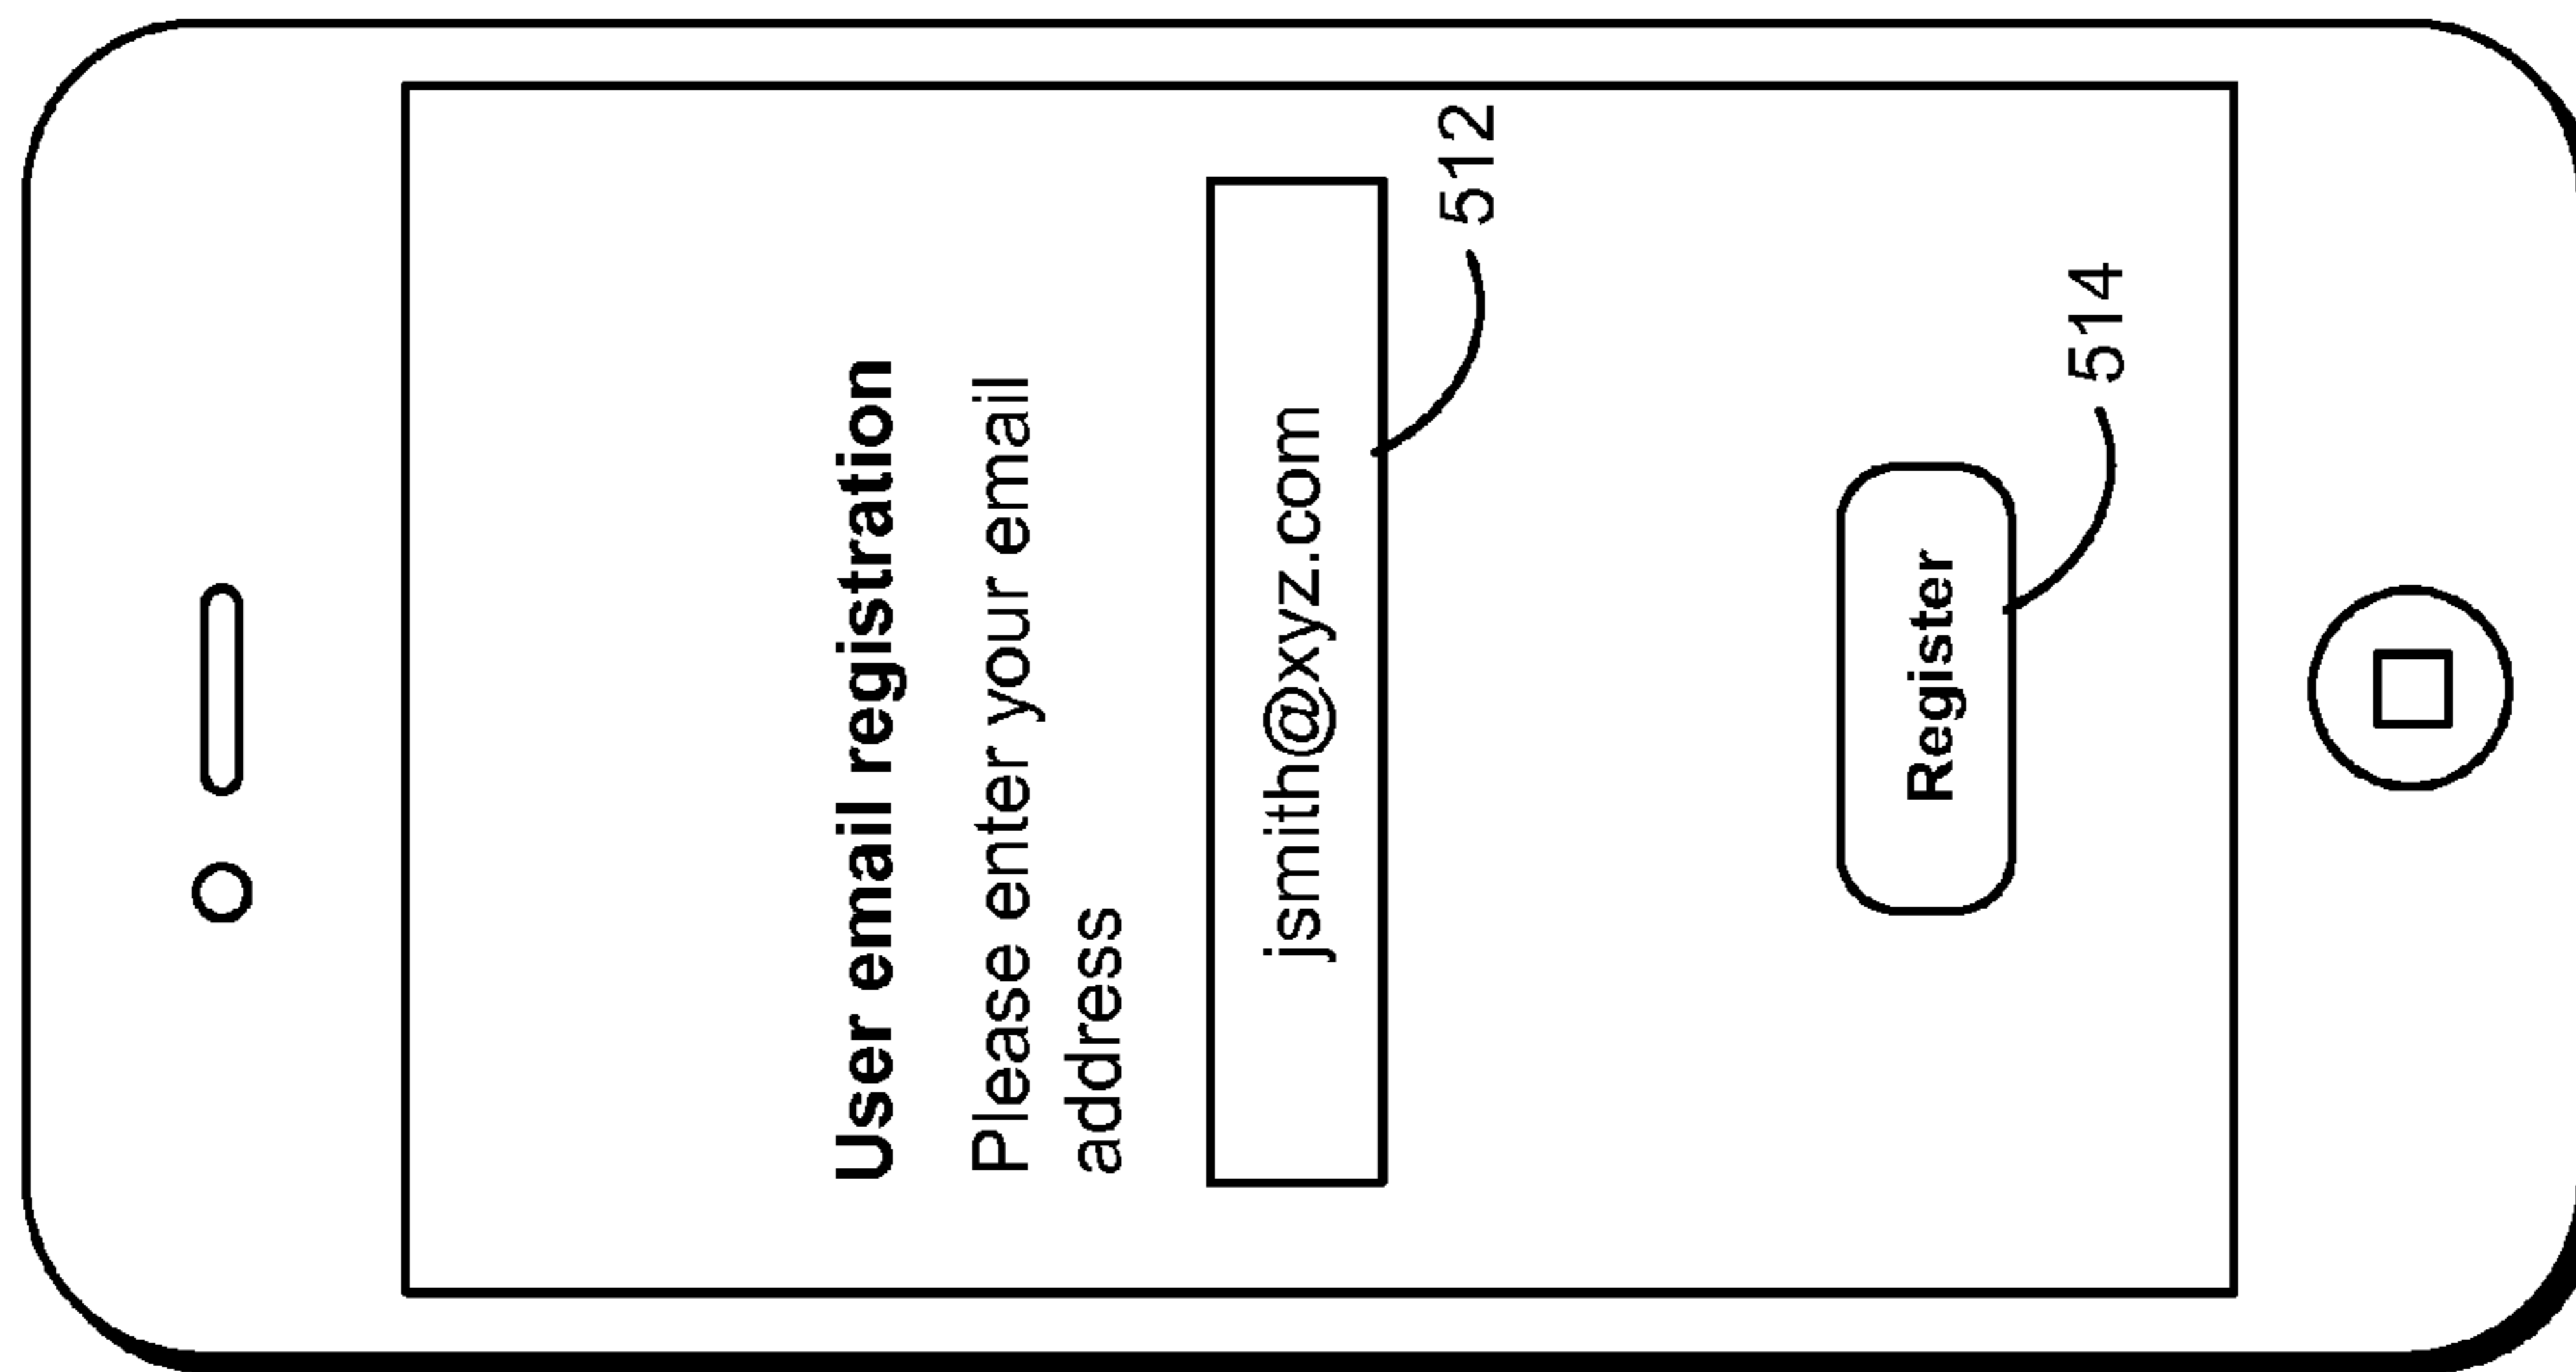 User email registration
Please enter your email
address
jsmith@xyz.com
512
Register
514